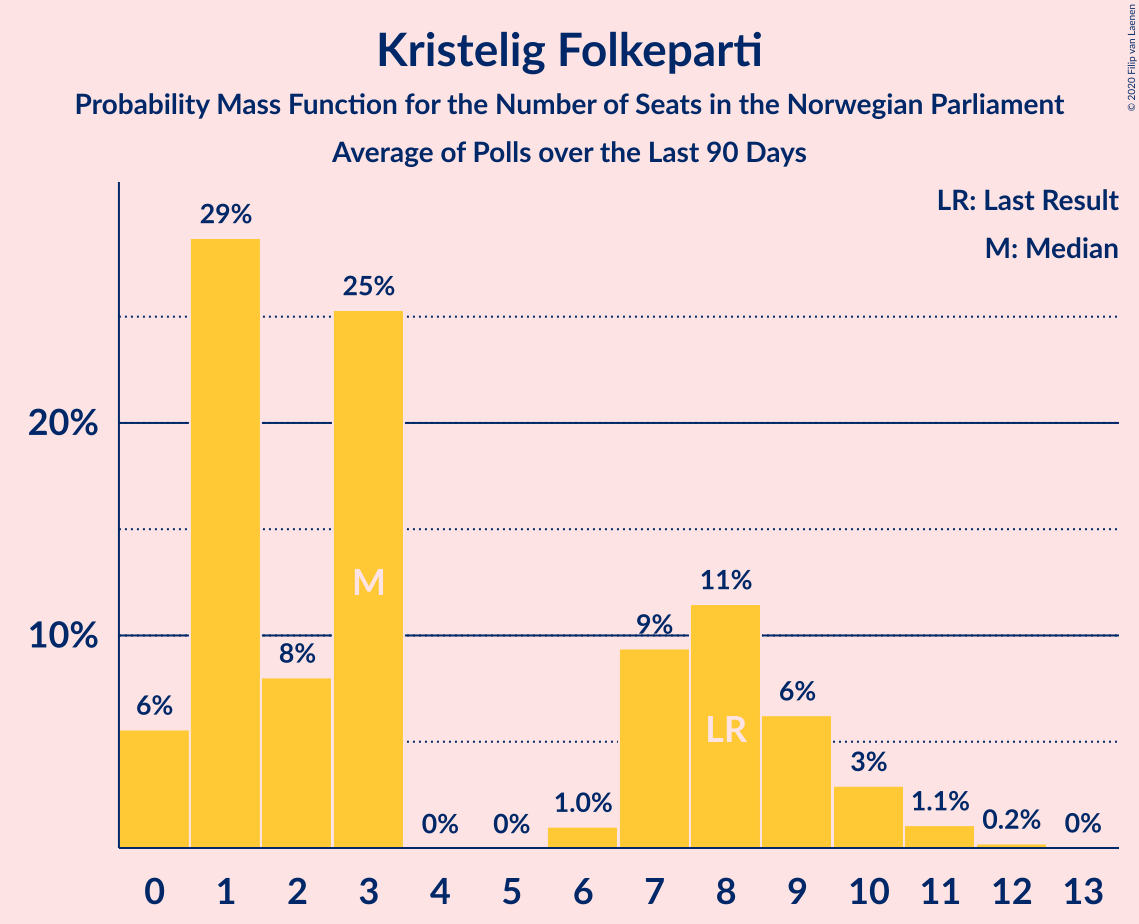 Kristelig Folkeparti
Probability Mass Function for the Number of Seats in the Norwegian Parliament
Average of Polls over the Last 90 Days
© 2020 Filip van Laenen
LR: Last Result
M: Median
29%
25%
20%
M
11%
10%
9%
8%
6%
6%
LR
3%
1.0%
1.1%
0.2%
0%
0%
0%
0 1 2 3 4 5 6 7 8 9 10 11 12 13